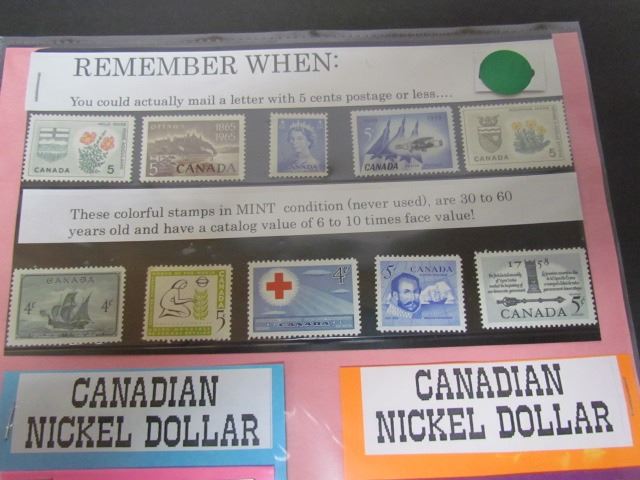 REMEMBER WHEN:
You could actually mail a letter with 5 cents postage or less....
CANADA 5
Ottawa 1865 1965
5 CANADA
5
CANADA
CANADA 5
These colorful stamps in MINT condition (never used), are 30 to 60
years old and have a catalog value of 6 to 10 times face value!
CANADA
4¢ 4¢
5
4¢
CANADA
5¢ CANADA
1758
CANADA 5¢
CANADIAN
NICKEL DOLLAR
CANADIAN
NICKEL DOLLAR